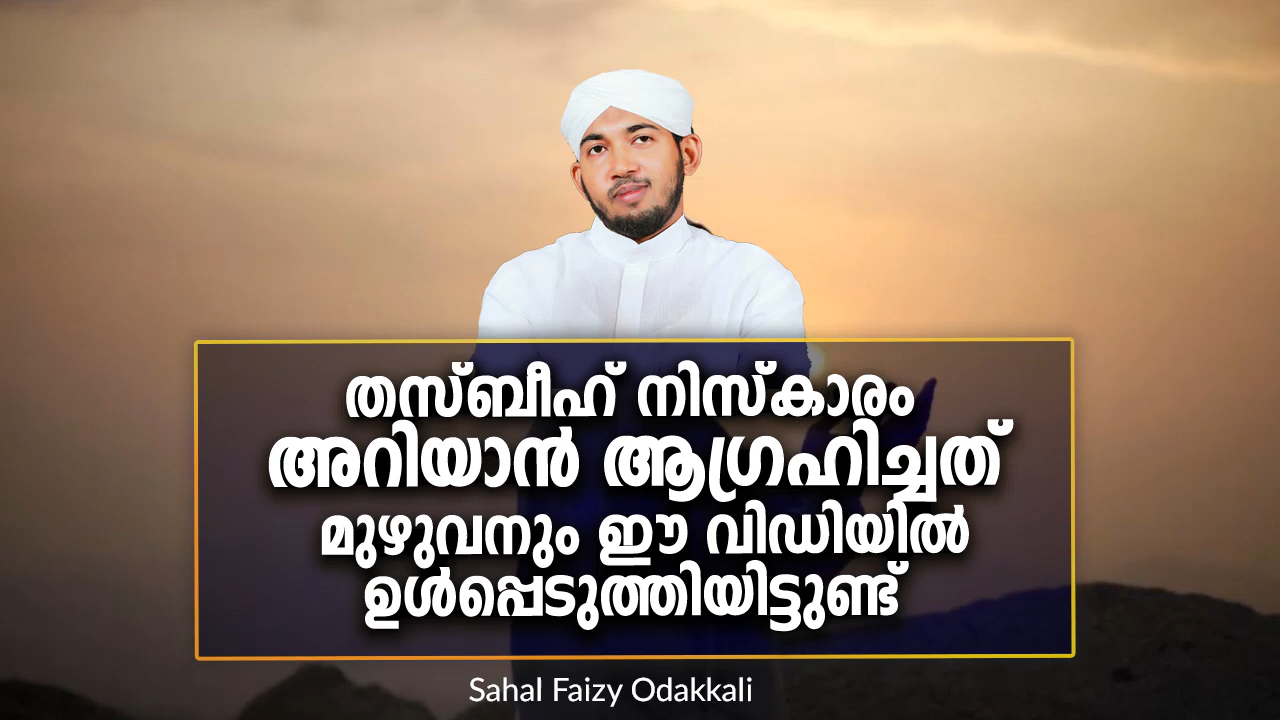 തസ്ബീഹ് നിസ്കാരം
അറിയാൻ ആഗ്രഹിച്ചത്
മുഴുവനും ഈ വിഡിയിൽ
ഉൾപ്പെടുത്തിയിട്ടുണ്ട്
Sahal Faizy Odakkali